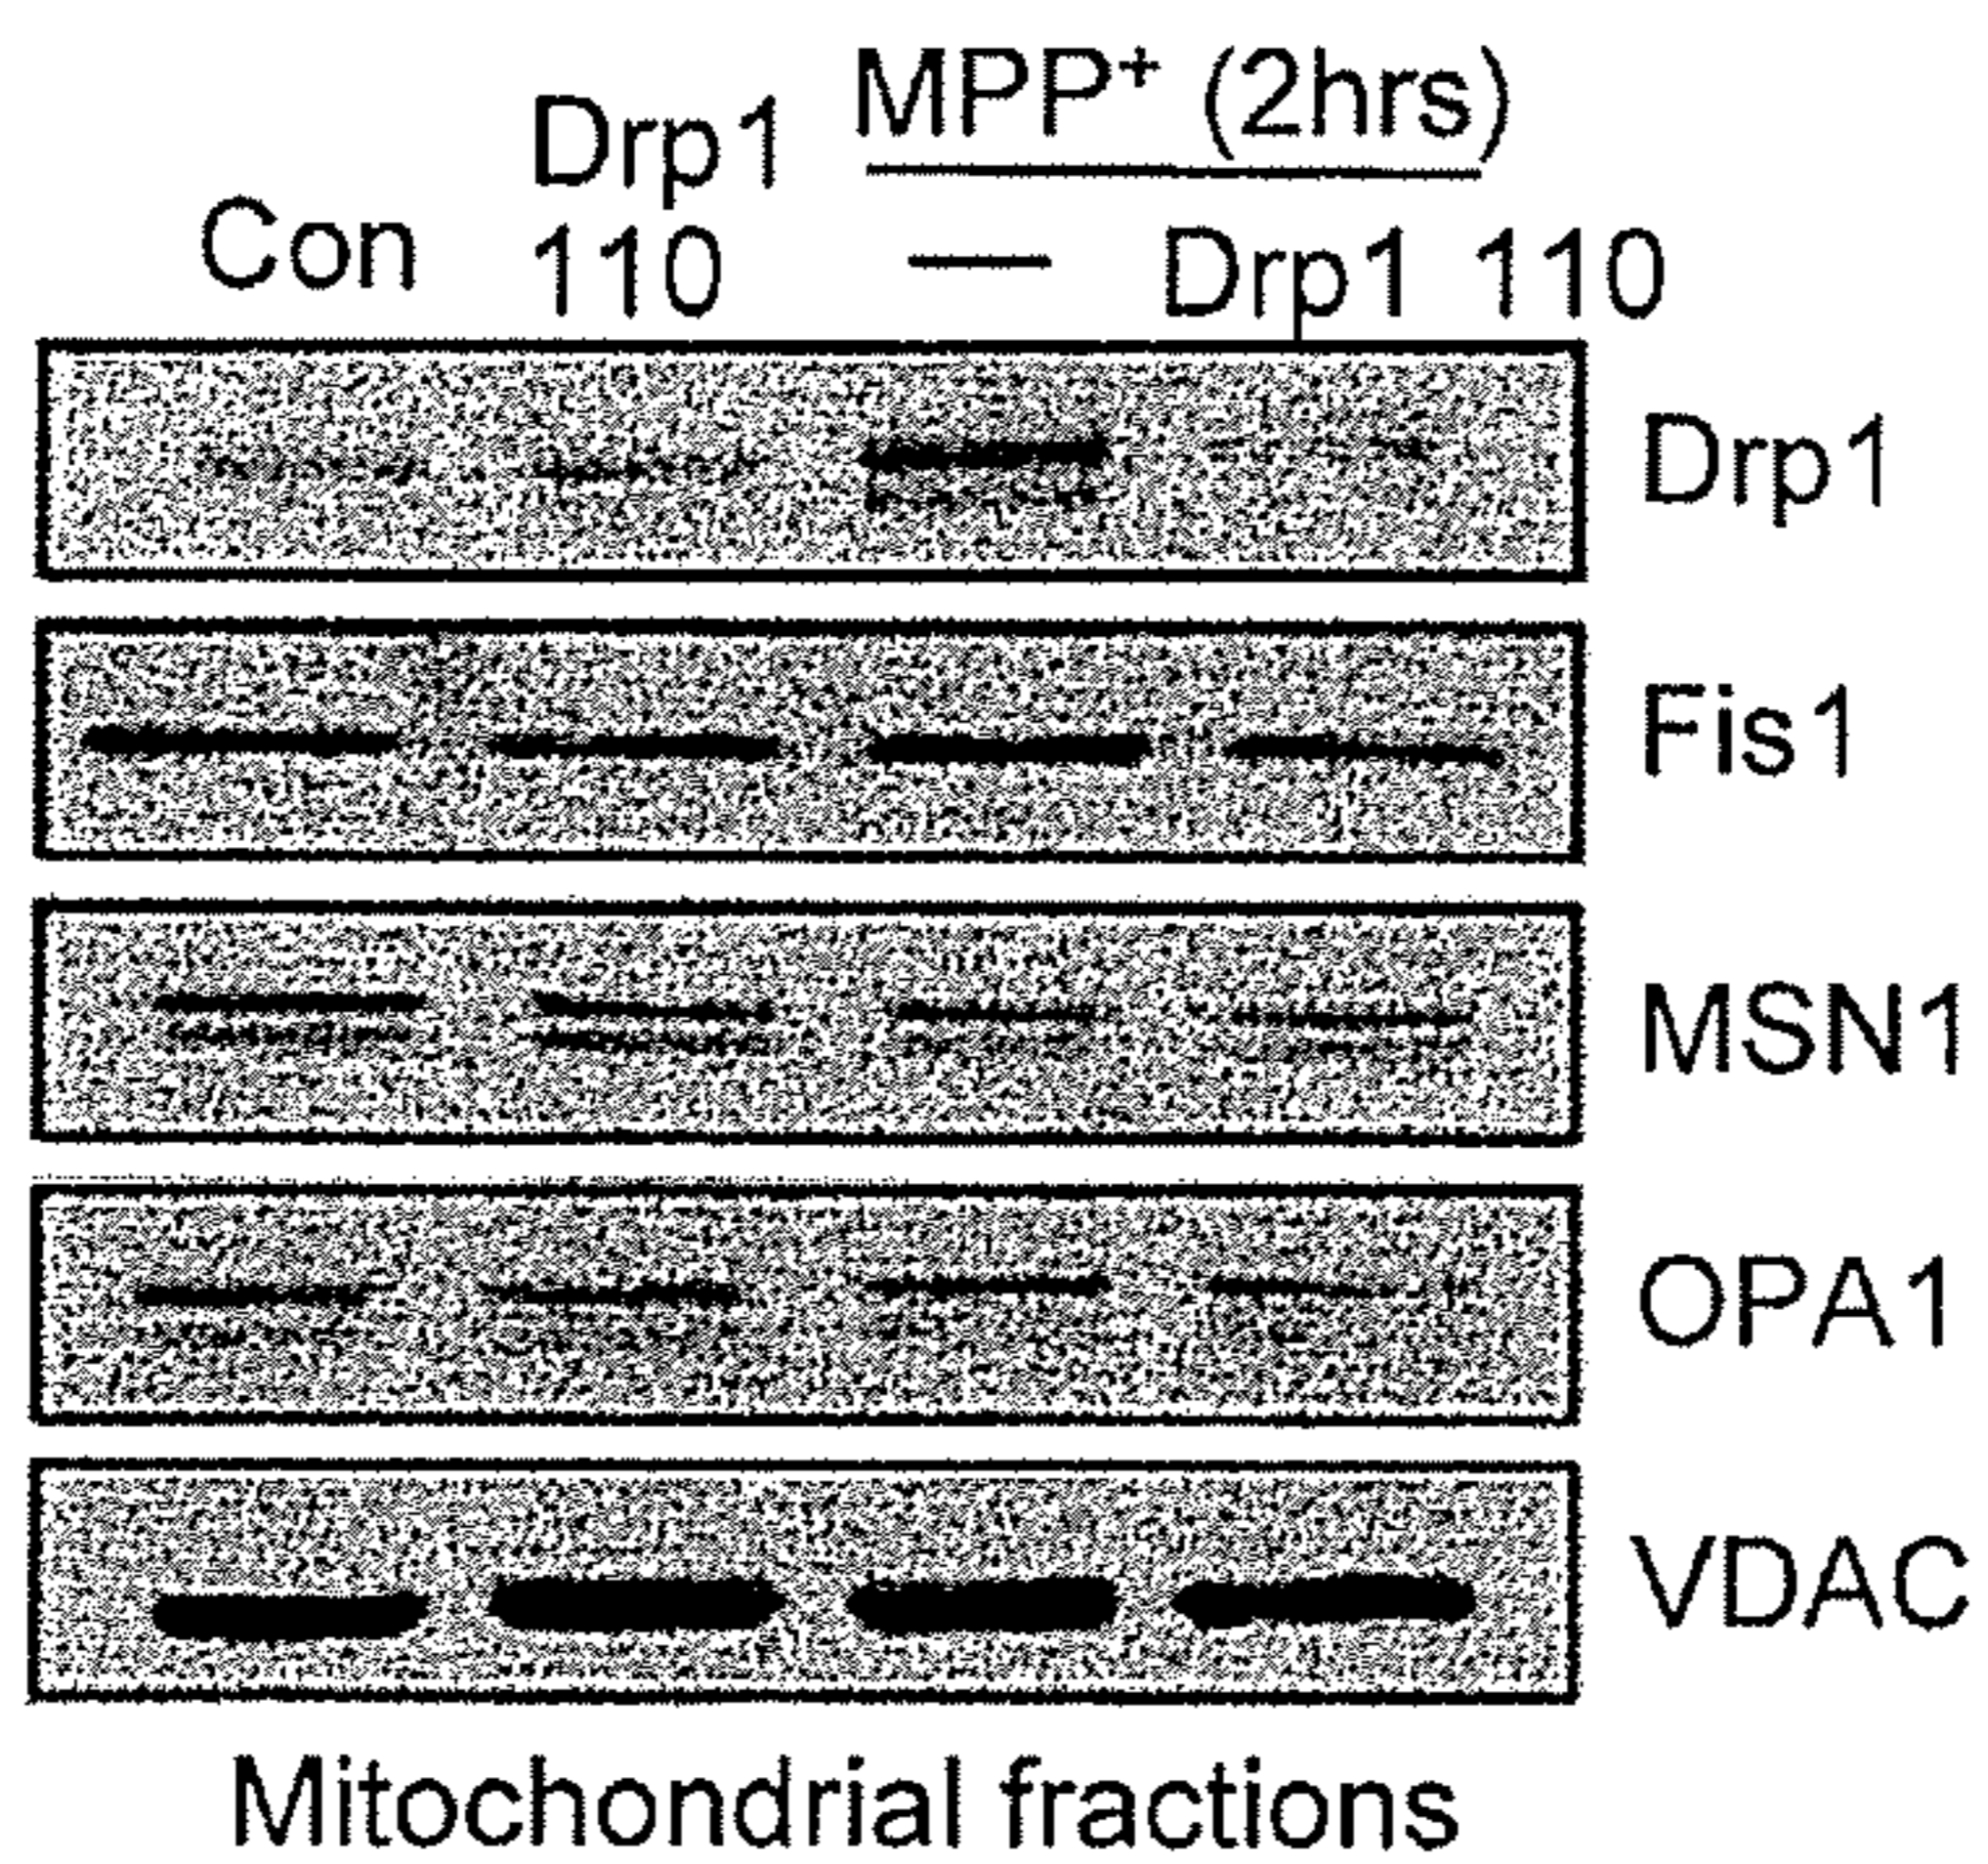 MPP+ (2hrs)
Con
Drp1
110
—
Drp1 110
Drp1
Fis1
MSN1
OPA1
VDAC
Mitochondrial fractions